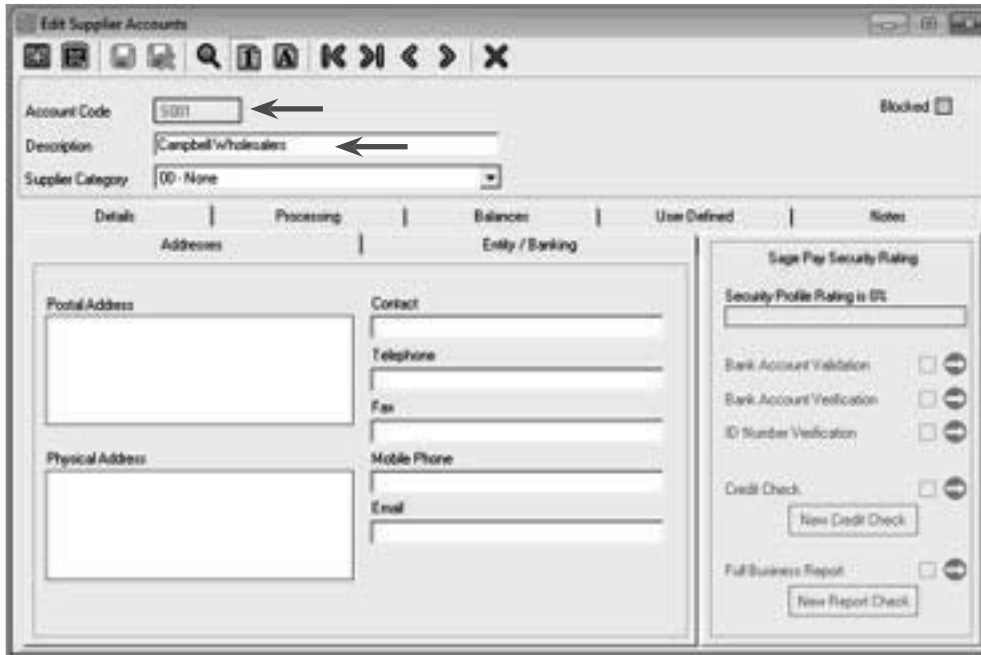 Edit Supplier Accounts
Account Code S001 Blocked
Description Campbell Wholesalers
Supplier Category 00 - None
Details Processing Balances User Defined Notes
Addresses Entity / Banking
Sage Pay Security Rating
Postal Address Contact Security Profile Rating is 0%
Telephone
Bank Account Validation
Fax Bank Account Verification
ID Number Verification
Physical Address Mobile Phone
Credit Check
Email New Credit Check
Full Business Report
New Report Check